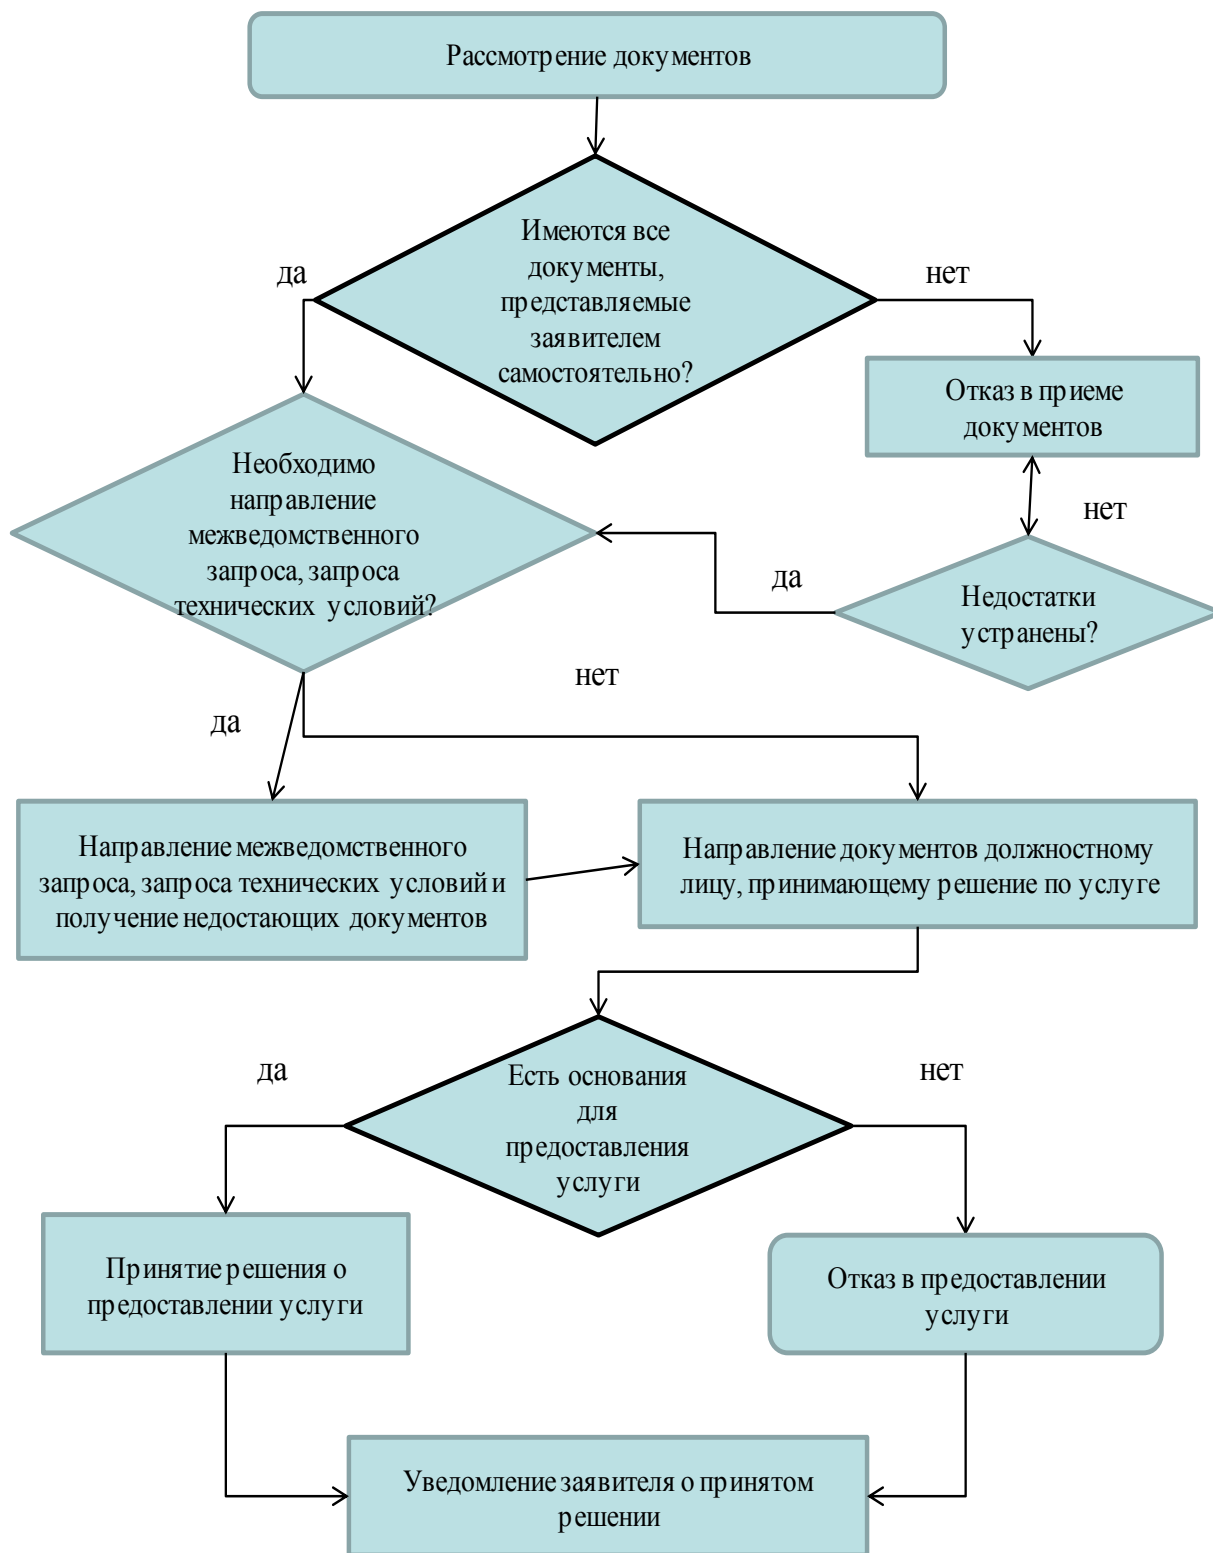 Рассмотрение документов
Имеются все
документы,
представляемые
заявителем
самостоятельно?
да
нет
Отказ в приеме
документов
Необходимо
направление
межведомственного
запроса, запроса
технических условий?
нет
да
Недостатки
устранены?
нет
да
Направление межведомственного
запроса, запроса технических условий и
получение недостающих документов
Направление документов должностному
лицу, принимающему решение по услуге
да
нет
Есть основания
для
предоставления
услуги
Принятие решения о
предоставлении услуги
Отказ в предоставлении
услуги
Уведомление заявителя о принятом
решении